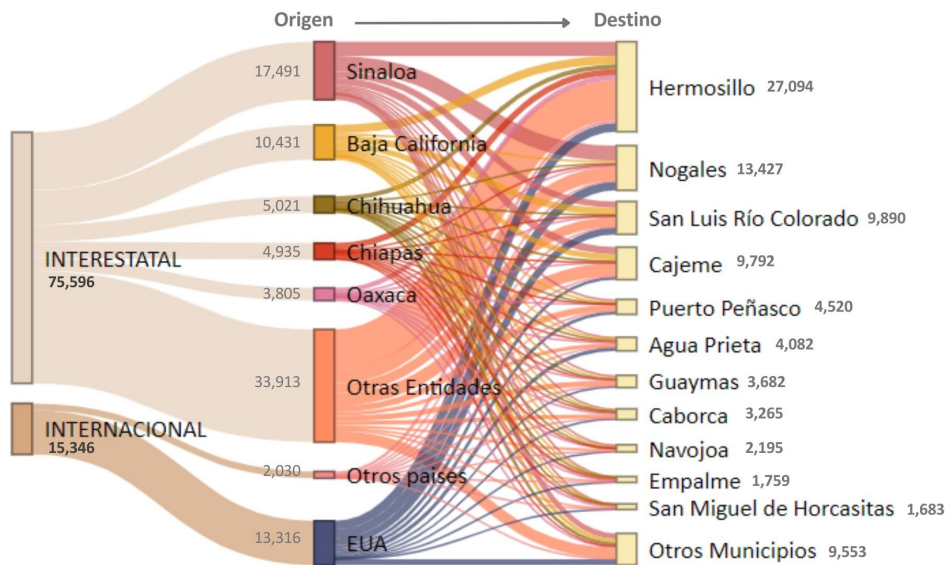 Origen
Destino
INTERESTATAL
75,596
INTERNACIONAL
15,346
17,491 Sinaloa
10,431 Baja California
5,021 Chihuahua
4,935 Chiapas
3,805 Oaxaca
33,913 Otras Entidades
2,030 Otros paises
13,316 EUA
Hermosillo 27,094
Nogales 13,427
San Luis Río Colorado 9,890
Cajeme 9,792
Puerto Peñasco 4,520
Agua Prieta 4,082
Guaymas 3,682
Caborca 3,265
Navojoa 2,195
Empalme 1,759
San Miguel de Horcasitas 1,683
Otros Municipios 9,553